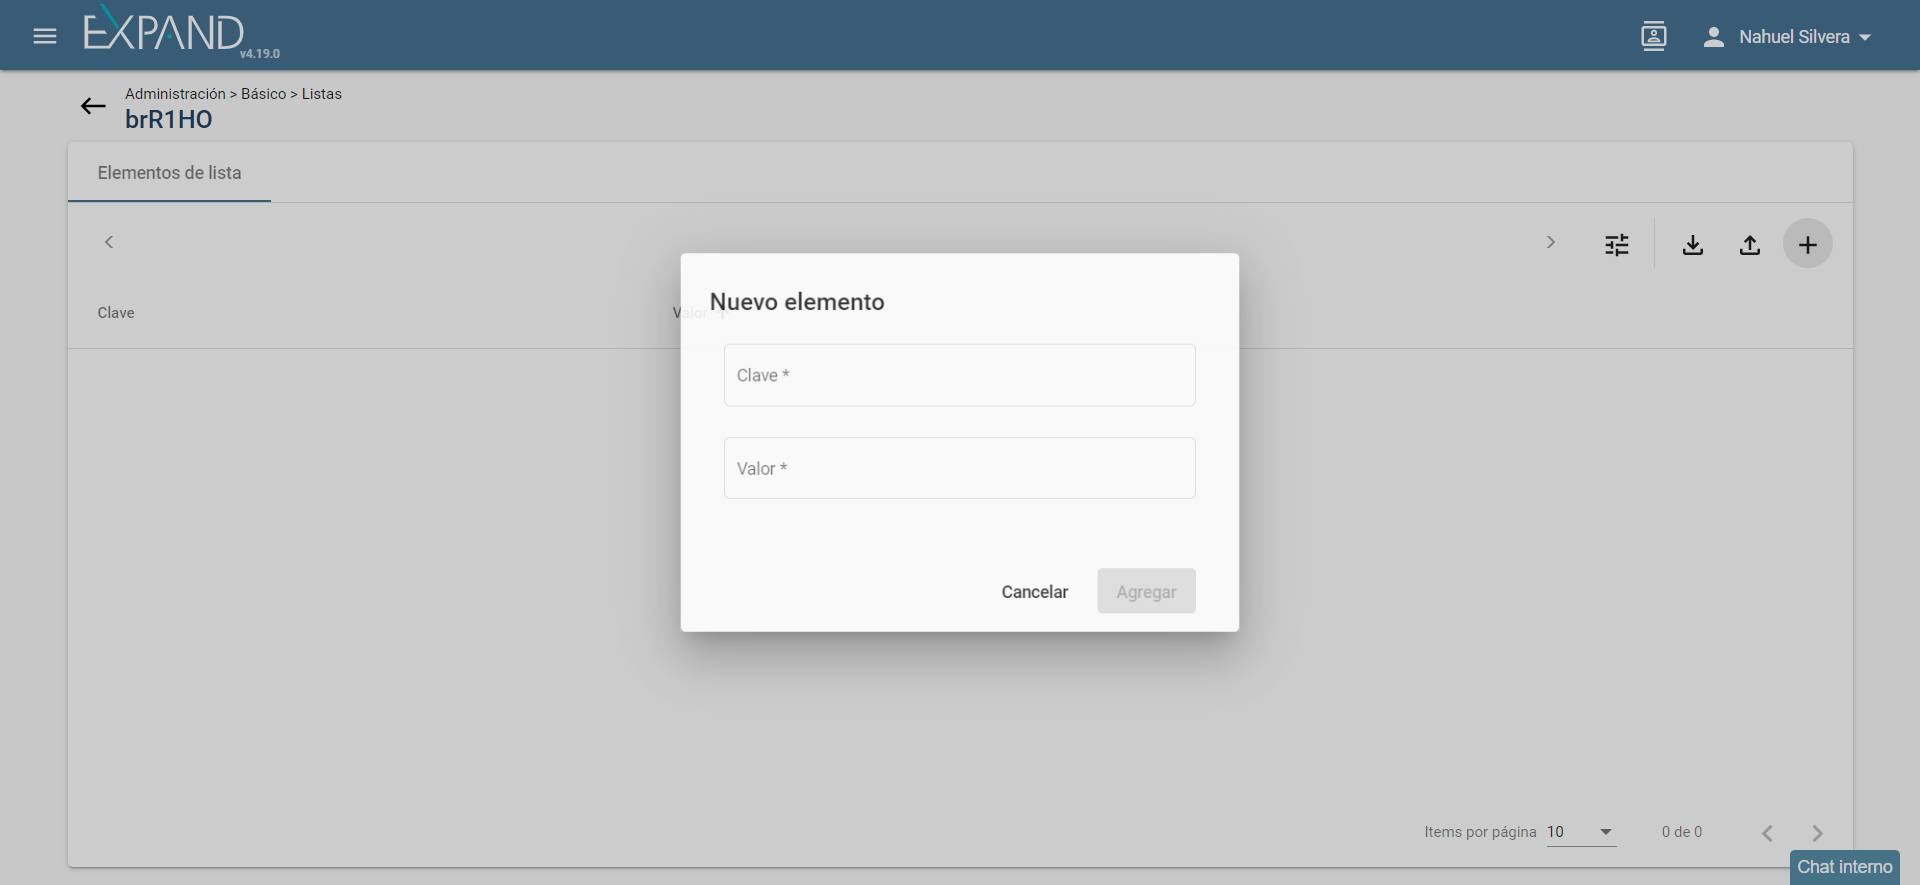 EXPAND
v4.19.0
Nahuel Silvera
Administración > Básico > Listas
brR1HO
Elementos de lista
Clave
Valor
Nuevo elemento
Clave *
Valor *
Cancelar
Agregar
Items por página 10
0 de 0
Chat interno